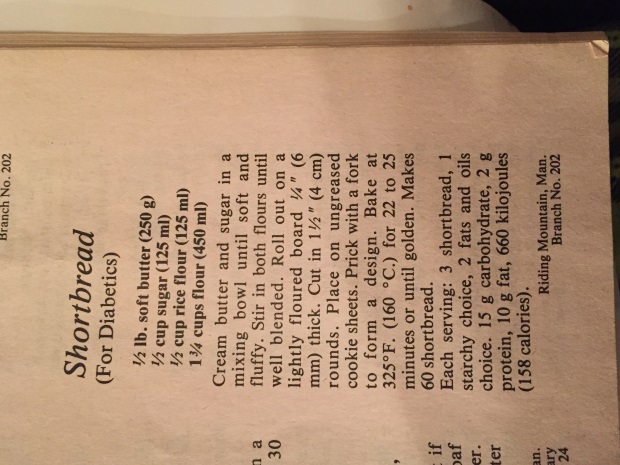 Branch No. 202
Shortbread
(For Diabetics)
½ lb. soft butter (250 g)
½ cup sugar (125 ml)
½ cup rice flour (125 ml)
1¾ cups flour (450 ml)
Cream butter and sugar in a
mixing bowl until soft and
fluffy. Stir in both flours until
well blended. Roll out on a
lightly floured board ¼" (6
mm) thick. Cut in 1½" (4 cm)
rounds. Place on ungreased
cookie sheets. Prick with a fork
to form a design. Bake at
325°F. (160 °C.) for 22 to 25
minutes or until golden. Makes
60 shortbread.
Each serving: 3 shortbread, 1
starchy choice, 2 fats and oils
choice. 15 g carbohydrate, 2 g
protein, 10 g fat, 660 kilojoules
(158 calories).
Riding Mountain, Man.
Branch No. 202
a
30
,
if
er.
ter
an.
24